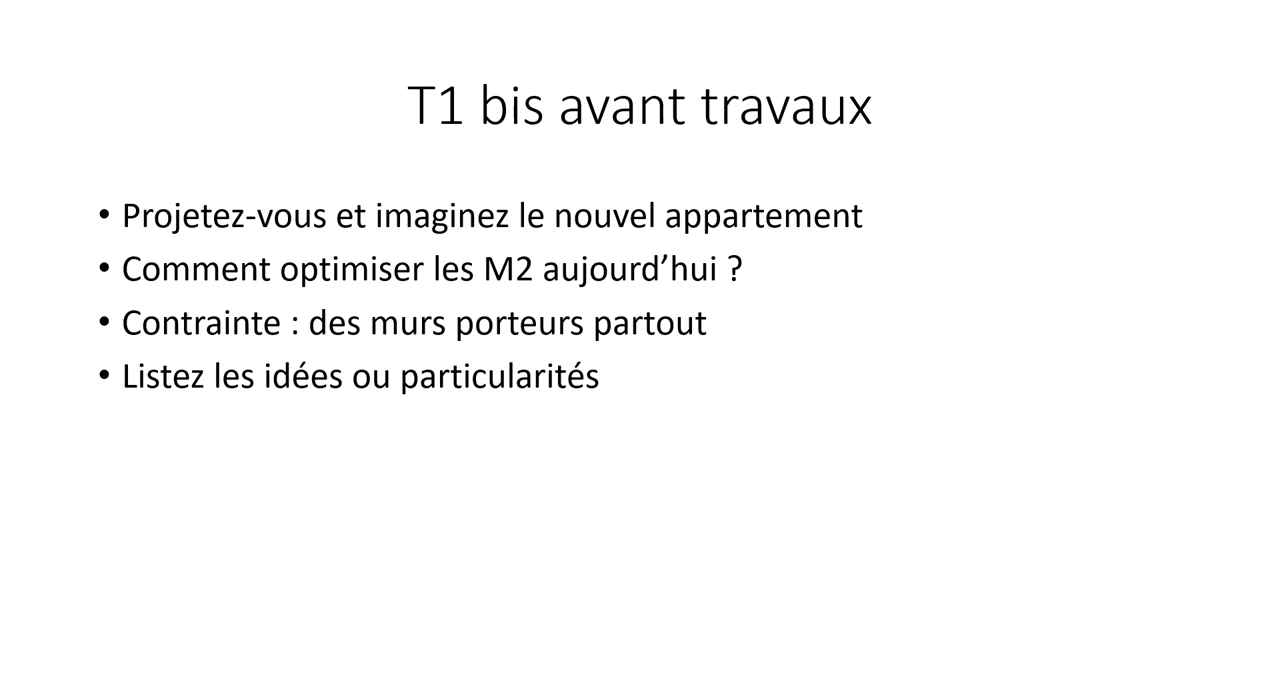 T1 bis avant travaux
• Projetez-vous et imaginez le nouvel appartement
• Comment optimiser les M2 aujourd’hui ?
• Contrainte : des murs porteurs partout
• Listez les idées ou particularités